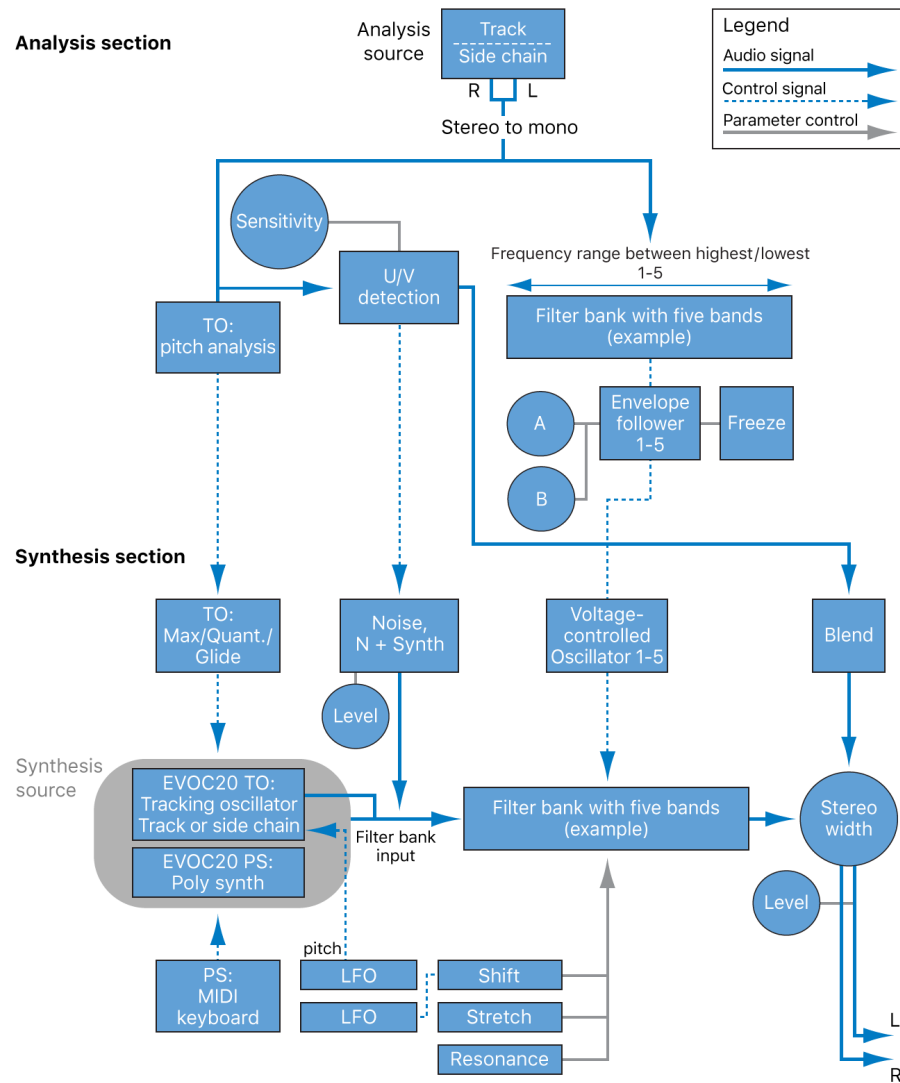 Analysis section
Analysis
source
Track
Side chain
R
L
Stereo to mono
Legend
Audio signal
Control signal
Parameter control
Sensitivity
U/V
detection
TO:
pitch analysis
Frequency range between highest/lowest
1-5
Filter bank with five bands
(example)
A
B
Envelope
follower
1-5
Freeze
Synthesis section
TO:
Max/Quant./
Glide
Noise,
N + Synth
Level
Voltage-
controlled
Oscillator 1-5
Blend
Synthesis
source
EVOC20 TO:
Tracking oscillator
Track or side chain
EVOC20 PS:
Poly synth
Filter bank
input
Filter bank with five bands
(example)
Stereo
width
Level
PS:
MIDI
keyboard
pitch
LFO
LFO
Shift
Stretch
Resonance
L
R